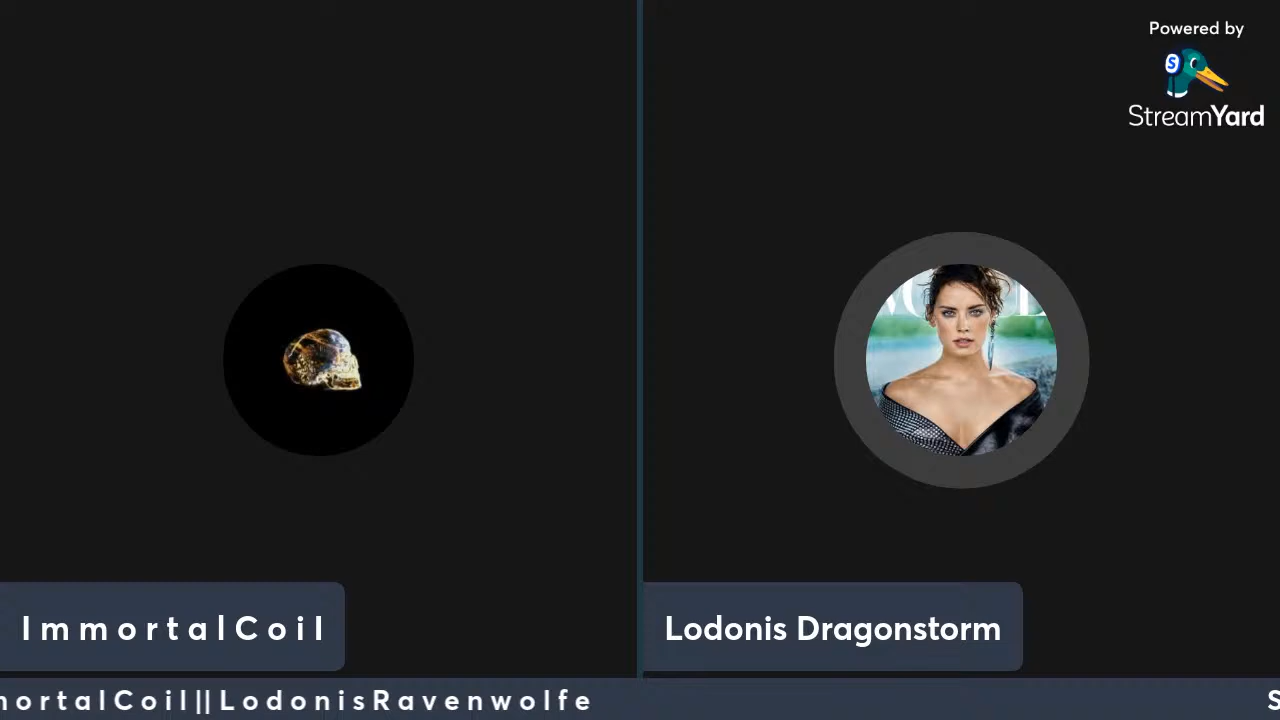 Powered by
S
StreamYard
I m m o r t a l C o i l
Lodonis Dragonstorm
m o r t a l C o i l || L o d o n i s R a v e n w o l f e
S